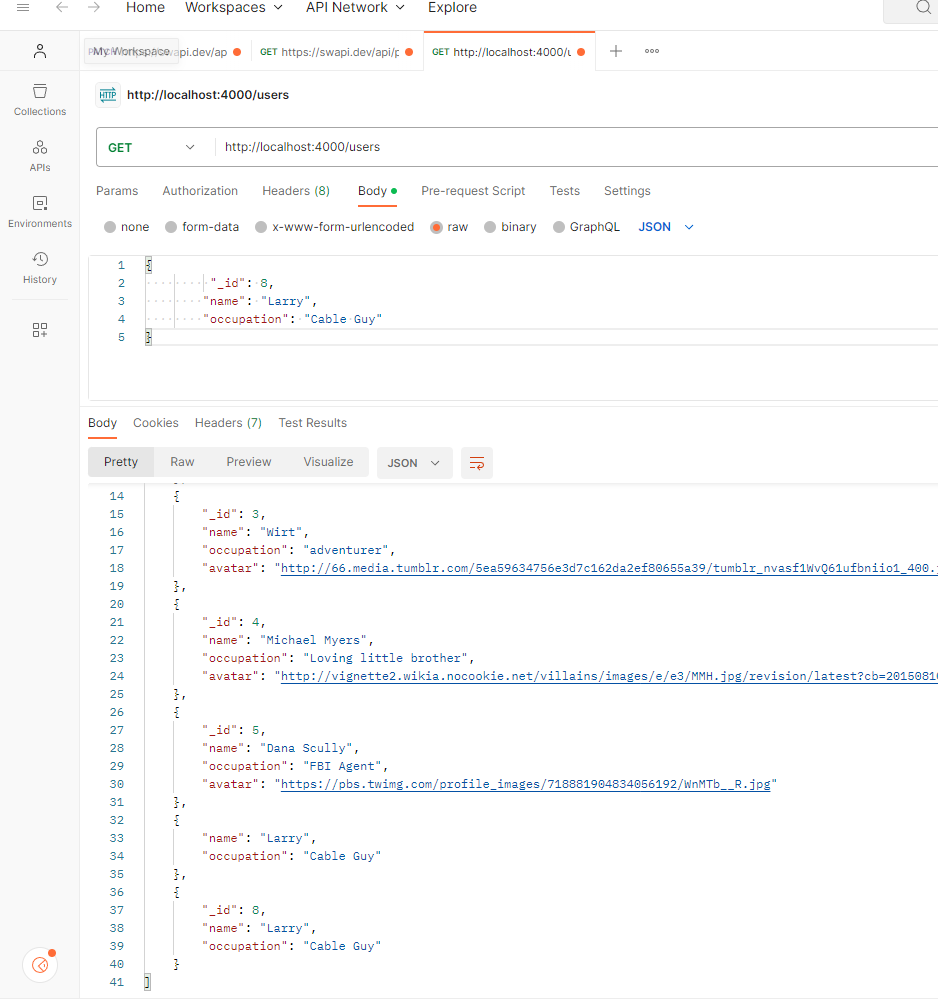 Home Workspaces API Network Explore
My Workspace api.dev/ap GET https://swapi.dev/api/p GET http://localhost:4000/u
HTTP http://localhost:4000/users
Collections
APIs
Environments
History
GET http://localhost:4000/users
Params Authorization Headers (8) Body Pre-request Script Tests Settings
none form-data x-www-form-urlencoded raw binary GraphQL JSON
1 {
2 "_id": 8,
3 "name": "Larry",
4 "occupation": "Cable Guy"
5 }
Body Cookies Headers (7) Test Results
Pretty Raw Preview Visualize JSON
14 {
15 "_id": 3,
16 "name": "Wirt",
17 "occupation": "adventurer",
18 "avatar": "http://66.media.tumblr.com/5ea59634756e3d7c162da2ef80655a39/tumblr_nvasf1WvQ61ufbniio1_400.
19 },
20 {
21 "_id": 4,
22 "name": "Michael Myers",
23 "occupation": "Loving little brother",
24 "avatar": "http://vignette2.wikia.nocookie.net/villains/images/e/e3/MMH.jpg/revision/latest?cb=2015081
25 },
26 {
27 "_id": 5,
28 "name": "Dana Scully",
29 "occupation": "FBI Agent",
30 "avatar": "https://pbs.twimg.com/profile_images/718881904834056192/WnMTb__R.jpg"
31 },
32 {
33 "name": "Larry",
34 "occupation": "Cable Guy"
35 },
36 {
37 "_id": 8,
38 "name": "Larry",
39 "occupation": "Cable Guy"
40 }
41 ]